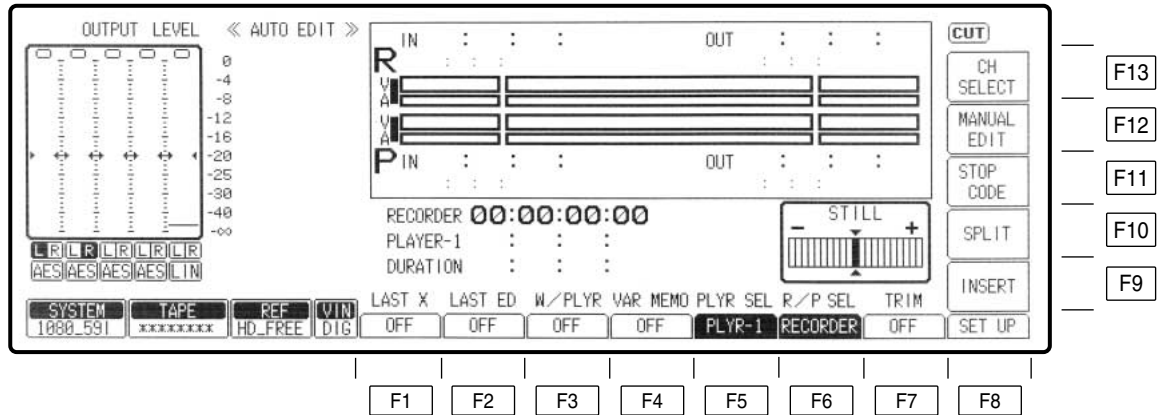 OUTPUT LEVEL
≪ AUTO EDIT ≫
0
-4
-8
-12
-16
-20
-25
-30
-40
-∞
L R L R L R L R L R
AES AES AES AES LIN
SYSTEM TAPE REF VIN
1080_59I ******** HD_FREE DIG
IN : : : OUT : : :
R : : : : : :
V
A
V
A
P IN : : : OUT : : :
: : : : : :
RECORDER 00:00:00:00
PLAYER-1 : : :
DURATION : : :
STILL
- +
LAST X LAST ED W/PLYR VAR MEMO PLYR SEL R/P SEL TRIM
OFF OFF OFF OFF PLYR-1 RECORDER OFF SET UP
CUT
CH
SELECT
MANUAL
EDIT
STOP
CODE
SPLIT
INSERT
F13
F12
F11
F10
F9
F1 F2 F3 F4 F5 F6 F7 F8